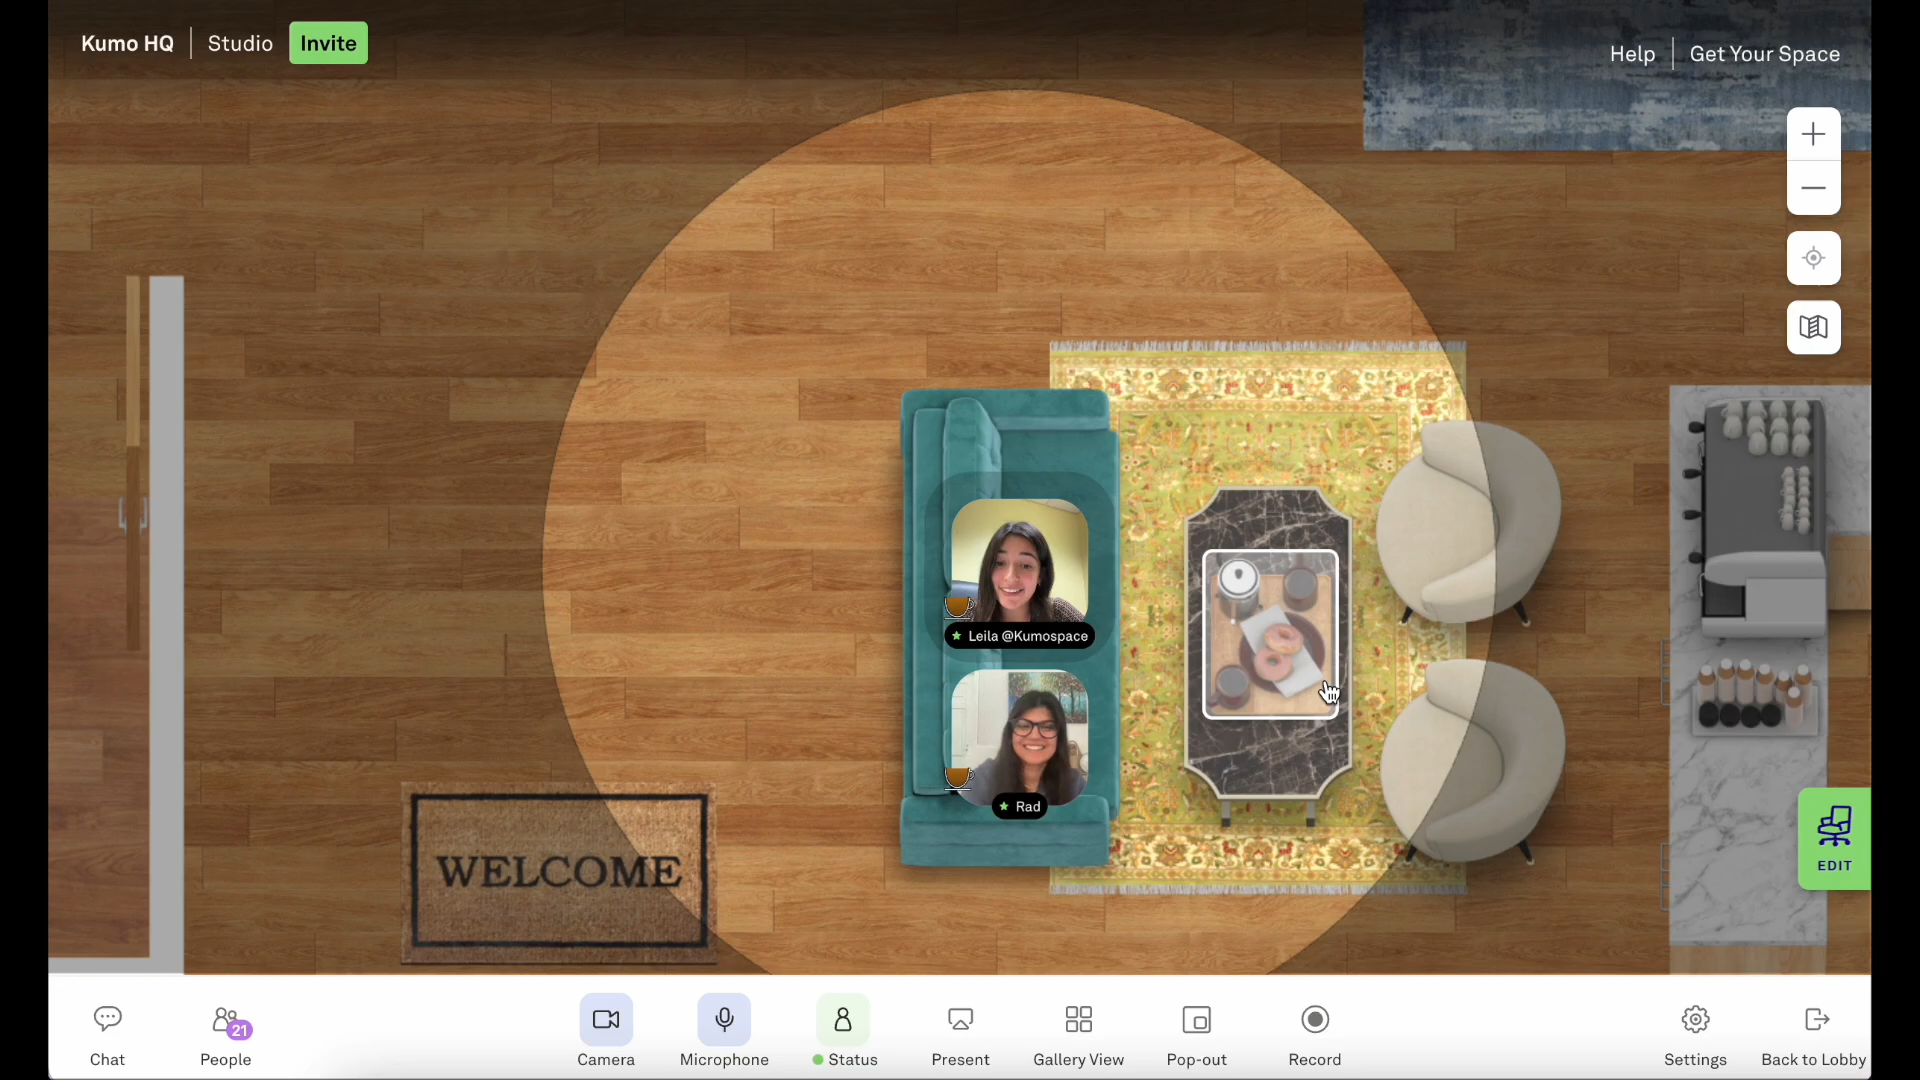 Kumo HQ
Studio
Invite
Help
Get Your Space
Leila @Kumospace
Rad
WELCOME
EDIT
Chat
21
People
Camera
Microphone
Status
Present
Gallery View
Pop-out
Record
Settings
Back to Lobby